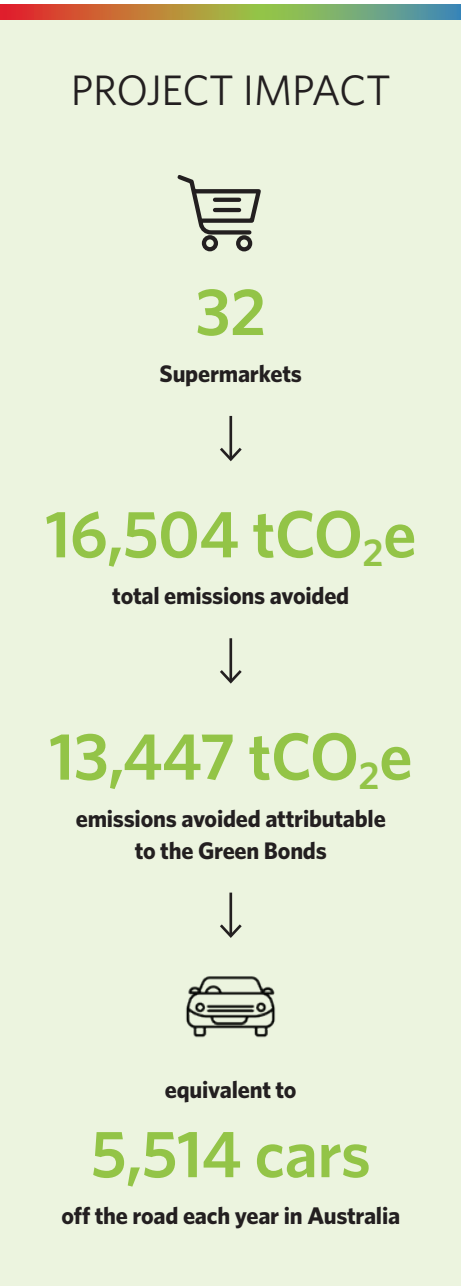 PROJECT IMPACT
32
Supermarkets
16,504 tCO₂e
total emissions avoided
13,447 tCO₂e
emissions avoided attributable
to the Green Bonds
equivalent to
5,514 cars
off the road each year in Australia